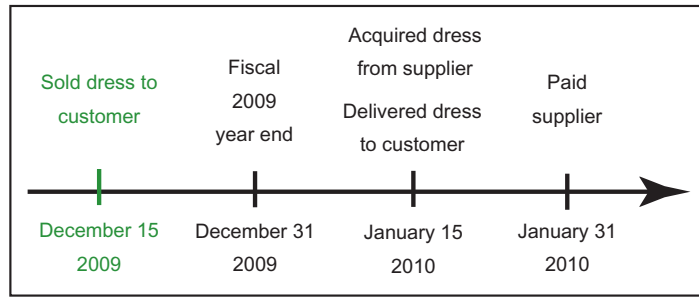 Sold dress to
customer
Fiscal
2009
year end
Acquired dress
from supplier
Delivered dress
to customer
Paid
supplier
December 15
2009
December 31
2009
January 15
2010
January 31
2010